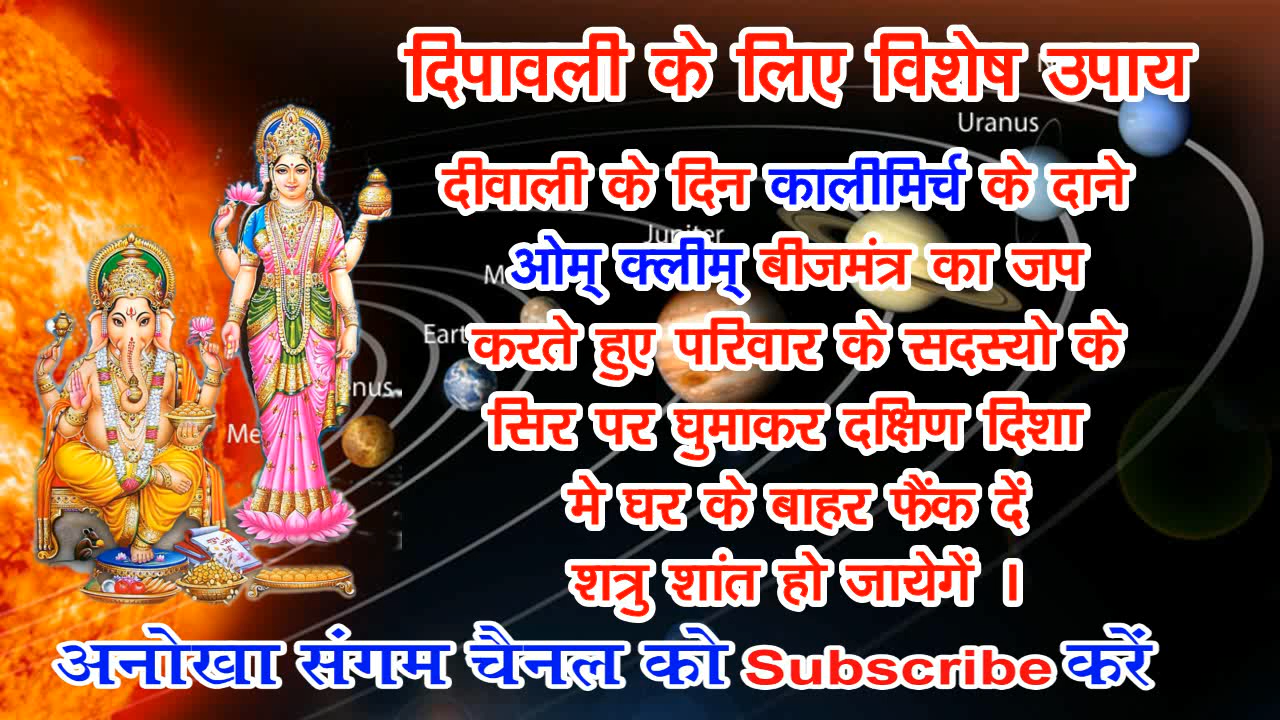 दिपावली के लिए विशेष उपाय
Uranus
दीवाली के दिन कालीमिर्च के दाने
Jupiter
ओम् क्लीम् बीजमंत्र का जप
करते हुए परिवार के सदस्यो के
सिर पर घुमाकर दक्षिण दिशा
मे घर के बाहर फैंक दें
शत्रु शांत हो जायेगें ।
अनोखा संगम चैनल को Subscribe करें